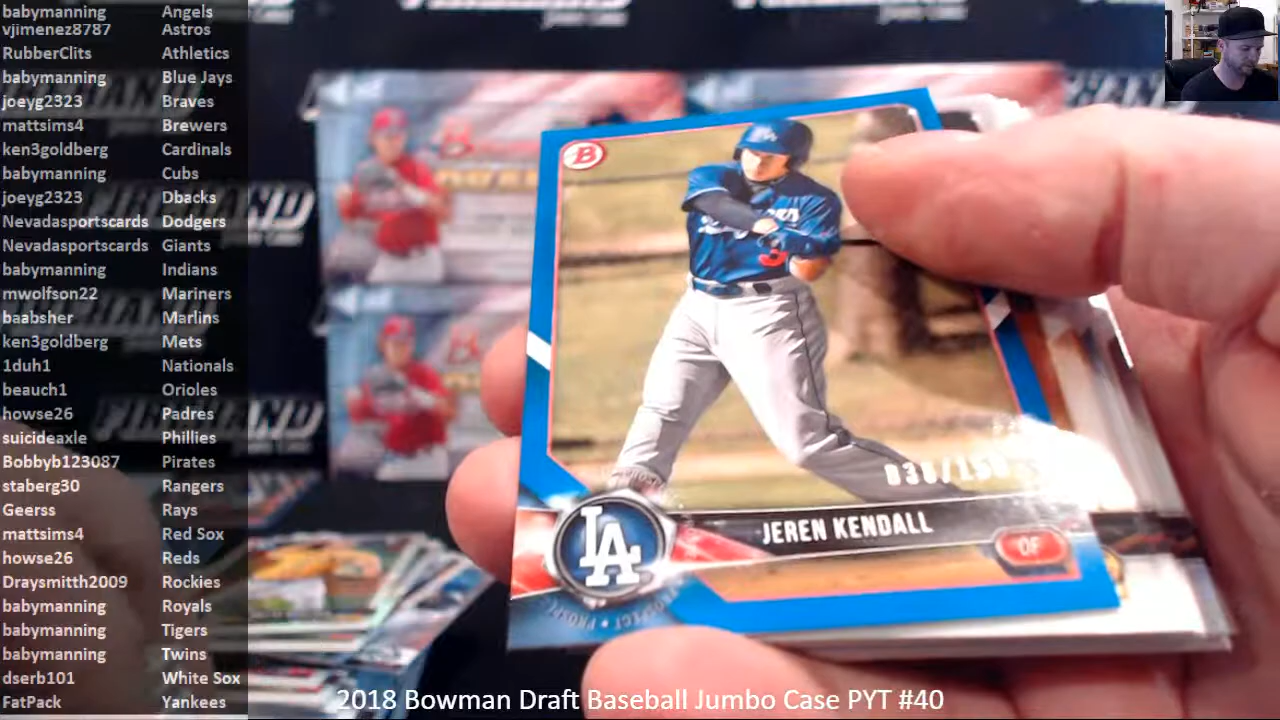 babymanning Angels
vjimenez8787 Astros
RubberClits Athletics
babymanning Blue Jays
joeyg2323 Braves
mattsims4 Brewers
ken3goldberg Cardinals
babymanning Cubs
joeyg2323 Dbacks
Nevadasportscards Dodgers
Nevadasportscards Giants
babymanning Indians
mwolfson22 Mariners
baabsher Marlins
ken3goldberg Mets
1duh1 Nationals
beauch1 Orioles
howse26 Padres
suicideaxle Phillies
Bobbyb123087 Pirates
staberg30 Rangers
Geerss Rays
mattsims4 Red Sox
howse26 Reds
Draysmitth2009 Rockies
babymanning Royals
babymanning Tigers
babymanning Twins
dserb101 White Sox
FatPack Yankees
B
LA
JEREN KENDALL
OF
PROSPECT
2018 Bowman Draft Baseball Jumbo Case PYT #40